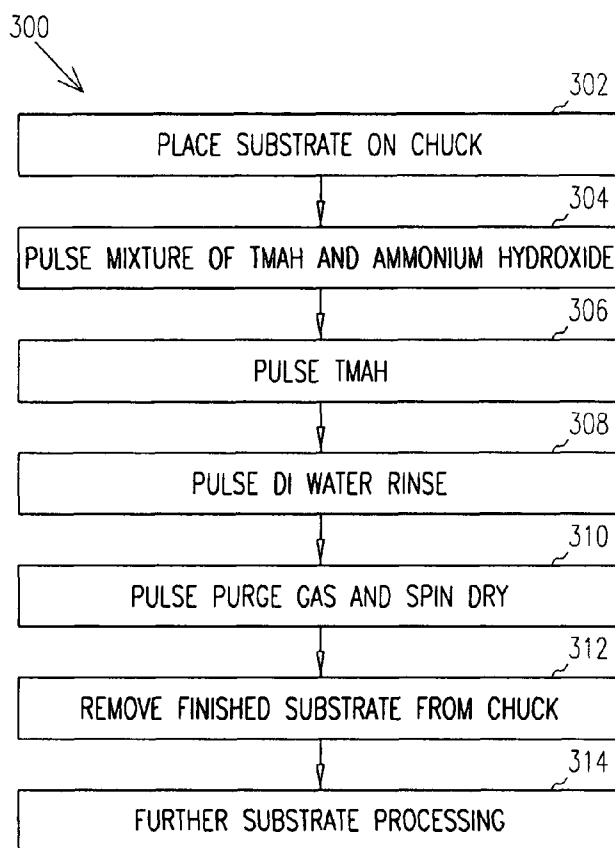 300
302
PLACE SUBSTRATE ON CHUCK
304
PULSE MIXTURE OF TMAH AND AMMONIUM HYDROXIDE
306
PULSE TMAH
308
PULSE DI WATER RINSE
310
PULSE PURGE GAS AND SPIN DRY
312
REMOVE FINISHED SUBSTRATE FROM CHUCK
314
FURTHER SUBSTRATE PROCESSING